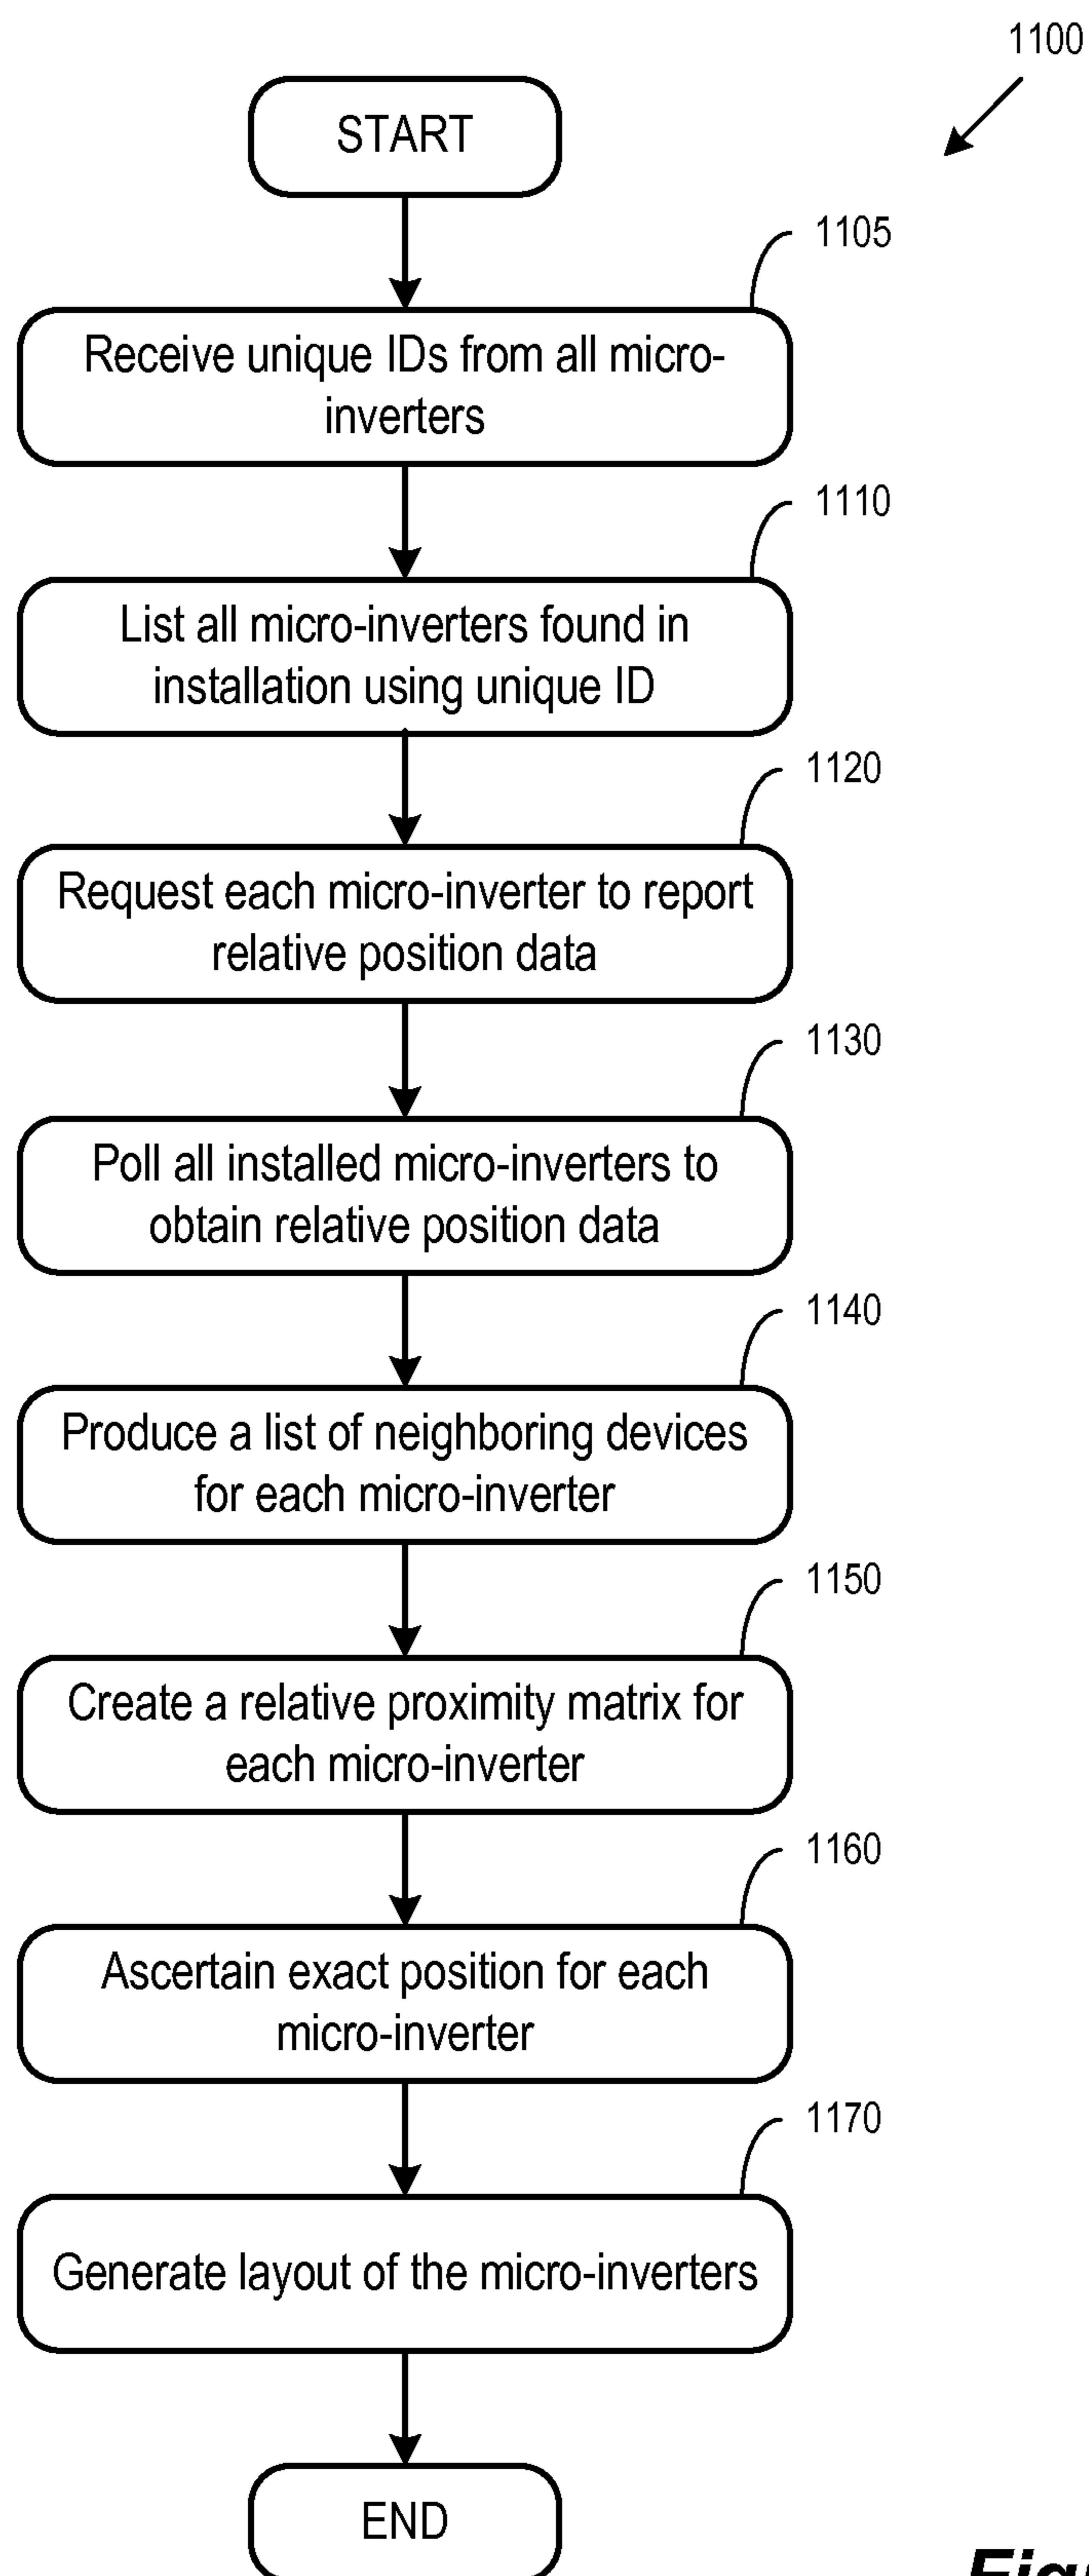 1100
START
1105
Receive unique IDs from all micro-
inverters
1110
List all micro-inverters found in
installation using unique ID
1120
Request each micro-inverter to report
relative position data
1130
Poll all installed micro-inverters to
obtain relative position data
1140
Produce a list of neighboring devices
for each micro-inverter
1150
Create a relative proximity matrix for
each micro-inverter
1160
Ascertain exact position for each
micro-inverter
1170
Generate layout of the micro-inverters
END